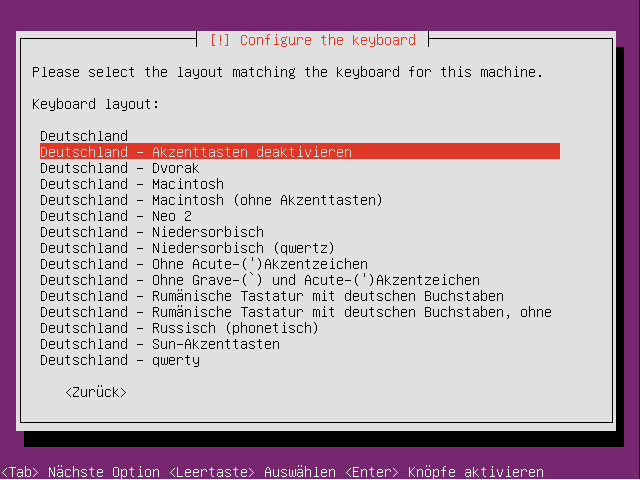 [!] Configure the keyboard
Please select the layout matching the keyboard for this machine.
Keyboard layout:
Deutschland
Deutschland - Akzenttasten deaktivieren
Deutschland - Dvorak
Deutschland - Macintosh
Deutschland - Macintosh (ohne Akzenttasten)
Deutschland - Neo 2
Deutschland - Niedersorbisch
Deutschland - Niedersorbisch (qwertz)
Deutschland - Ohne Acute-(')Akzentzeichen
Deutschland - Ohne Grave-(`) und Acute-(')Akzentzeichen
Deutschland - Rumänische Tastatur mit deutschen Buchstaben
Deutschland - Rumänische Tastatur mit deutschen Buchstaben, ohne
Deutschland - Russisch (phonetisch)
Deutschland - Sun-Akzenttasten
Deutschland - qwerty
<Zurück>
<Tab> Nächste Option <Leertaste> Auswählen <Enter> Knöpfe aktivieren